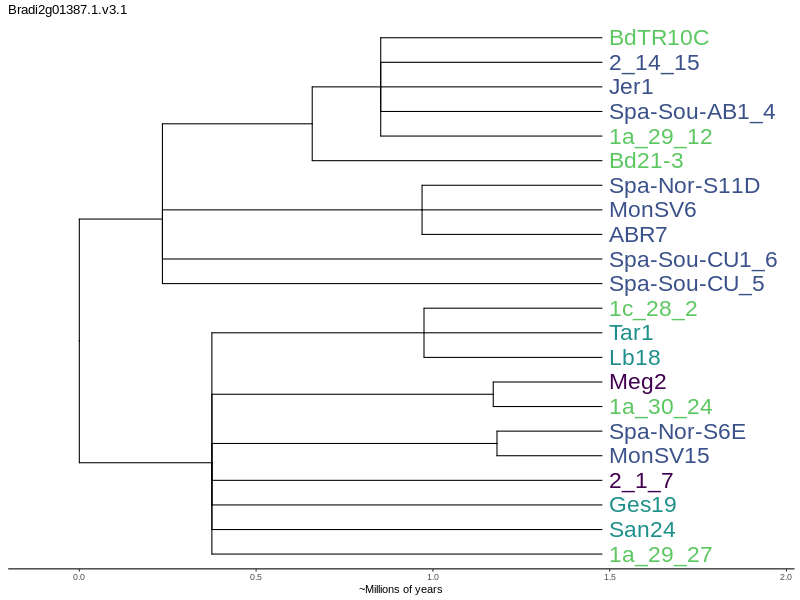 Bradi2g01387.1.v3.1
BdTR10C
2_14_15
Jer1
Spa-Sou-AB1_4
1a_29_12
Bd21-3
Spa-Nor-S11D
MonSV6
ABR7
Spa-Sou-CU1_6
Spa-Sou-CU_5
1c_28_2
Tar1
Lb18
Meg2
1a_30_24
Spa-Nor-S6E
MonSV15
2_1_7
Ges19
San24
1a_29_27
0.0 0.5 1.0 1.5 2.0
~Millions of years